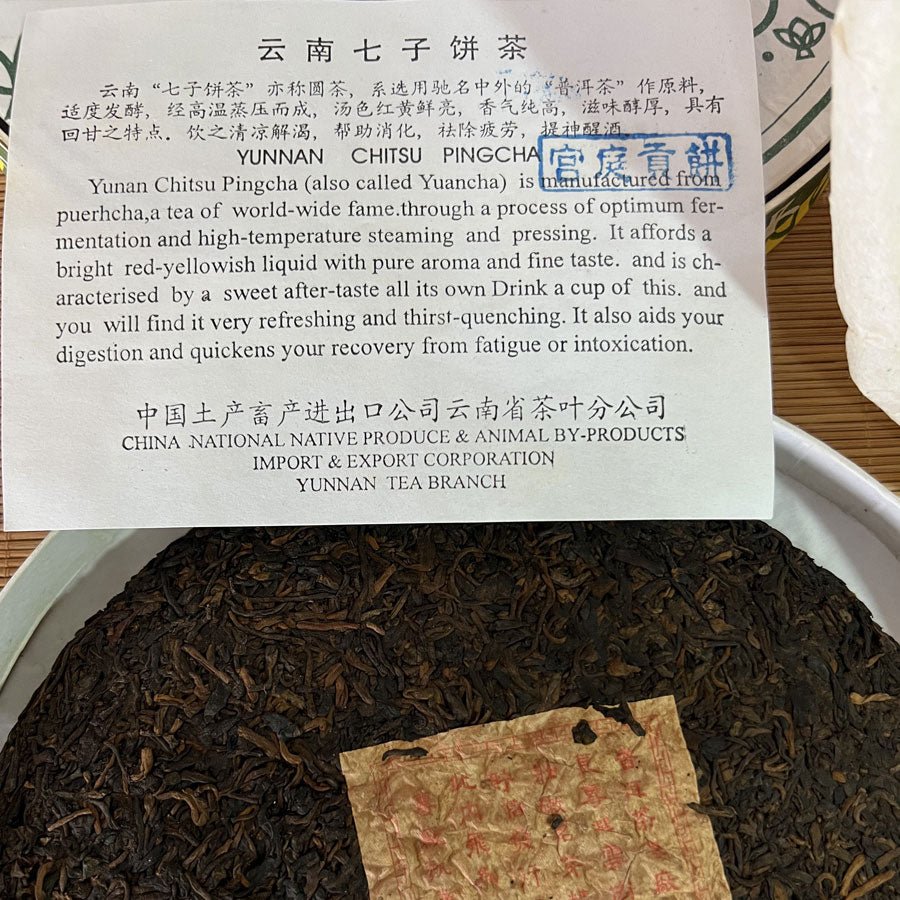 云南七子饼茶
云南“七子饼茶”亦称圆茶，系选用驰名中外的“普洱茶”作原料，
适度发酵，经高温蒸压而成，汤色红黄鲜亮，香气纯高，滋味醇厚，具有
回甘之特点．饮之清凉解渴，帮助消化，祛除疲劳，提神醒酒。
YUNNAN CHITSU PINGCHA
宫庭貢餅
Yunan Chitsu Pingcha (also called Yuancha) is manufactured from
puerhcha,a tea of world-wide fame.through a process of optimum fer-
mentation and high-temperature steaming and pressing. It affords a
bright red-yellowish liquid with pure aroma and fine taste. and is ch-
aracterised by a sweet after-taste all its own Drink a cup of this. and
you will find it very refreshing and thirst-quenching. It also aids your
digestion and quickens your recovery from fatigue or intoxication.
中国土产畜产进出口公司云南省茶叶分公司
CHINA NATIONAL NATIVE PRODUCE & ANIMAL BY-PRODUCTS
IMPORT & EXPORT CORPORATION
YUNNAN TEA BRANCH